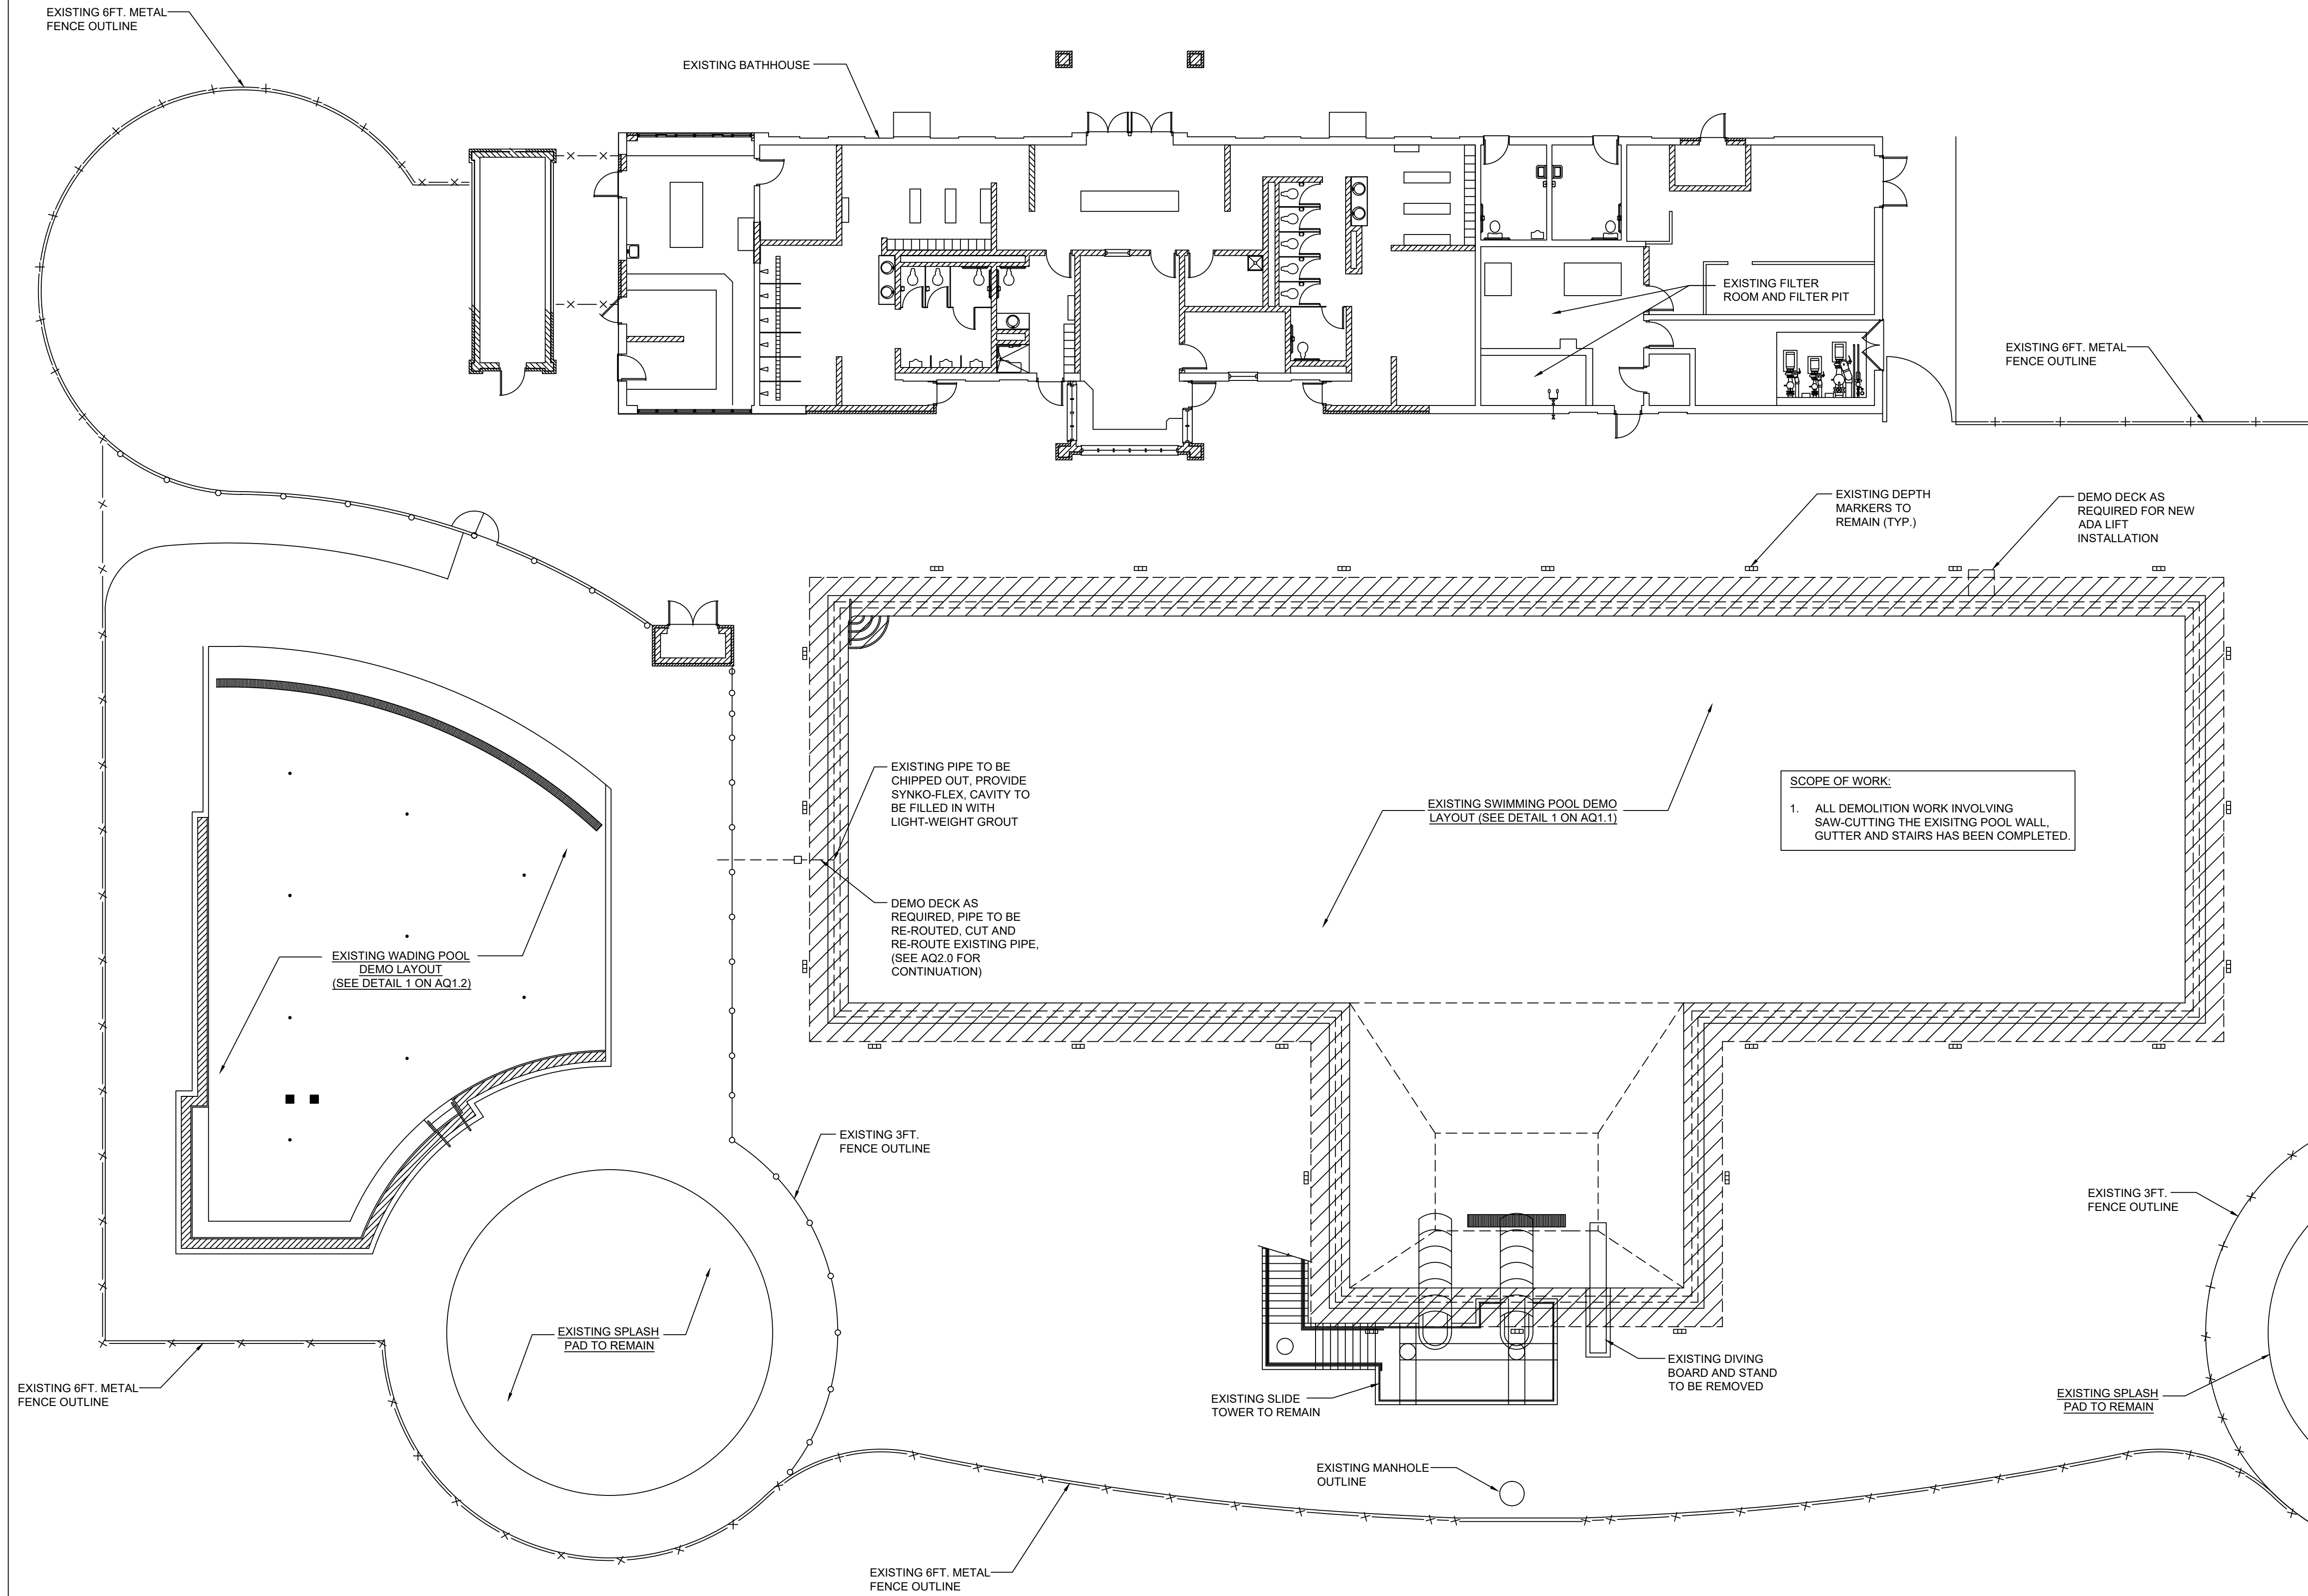 EXISTING 6FT. METAL
FENCE OUTLINE
EXISTING BATHHOUSE
EXISTING FILTER
ROOM AND FILTER PIT
EXISTING 6FT. METAL
FENCE OUTLINE
EXISTING DEPTH
MARKERS TO
REMAIN (TYP.)
DEMO DECK AS
REQUIRED FOR NEW
ADA LIFT
INSTALLATION
EXISTING PIPE TO BE
CHIPPED OUT, PROVIDE
SYNKO-FLEX, CAVITY TO
BE FILLED IN WITH
LIGHT-WEIGHT GROUT
EXISTING SWIMMING POOL DEMO
LAYOUT (SEE DETAIL 1 ON AQ1.1)
SCOPE OF WORK:
1. ALL DEMOLITION WORK INVOLVING
SAW-CUTTING THE EXISITNG POOL WALL,
GUTTER AND STAIRS HAS BEEN COMPLETED.
DEMO DECK AS
REQUIRED, PIPE TO BE
RE-ROUTED, CUT AND
RE-ROUTE EXISTING PIPE,
(SEE AQ2.0 FOR
CONTINUATION)
EXISTING WADING POOL
DEMO LAYOUT
(SEE DETAIL 1 ON AQ1.2)
EXISTING 3FT.
FENCE OUTLINE
EXISTING 3FT.
FENCE OUTLINE
EXISTING SPLASH
PAD TO REMAIN
EXISTING DIVING
BOARD AND STAND
TO BE REMOVED
EXISTING 6FT. METAL
FENCE OUTLINE
EXISTING SLIDE
TOWER TO REMAIN
EXISTING SPLASH
PAD TO REMAIN
EXISTING MANHOLE
OUTLINE
EXISTING 6FT. METAL
FENCE OUTLINE